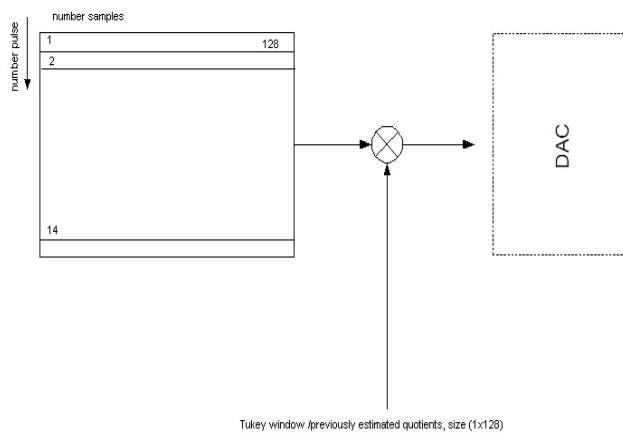 number samples
number pulse
1
128
2
14
DAC
Tukey window /previously estimated quotients, size (1x128)